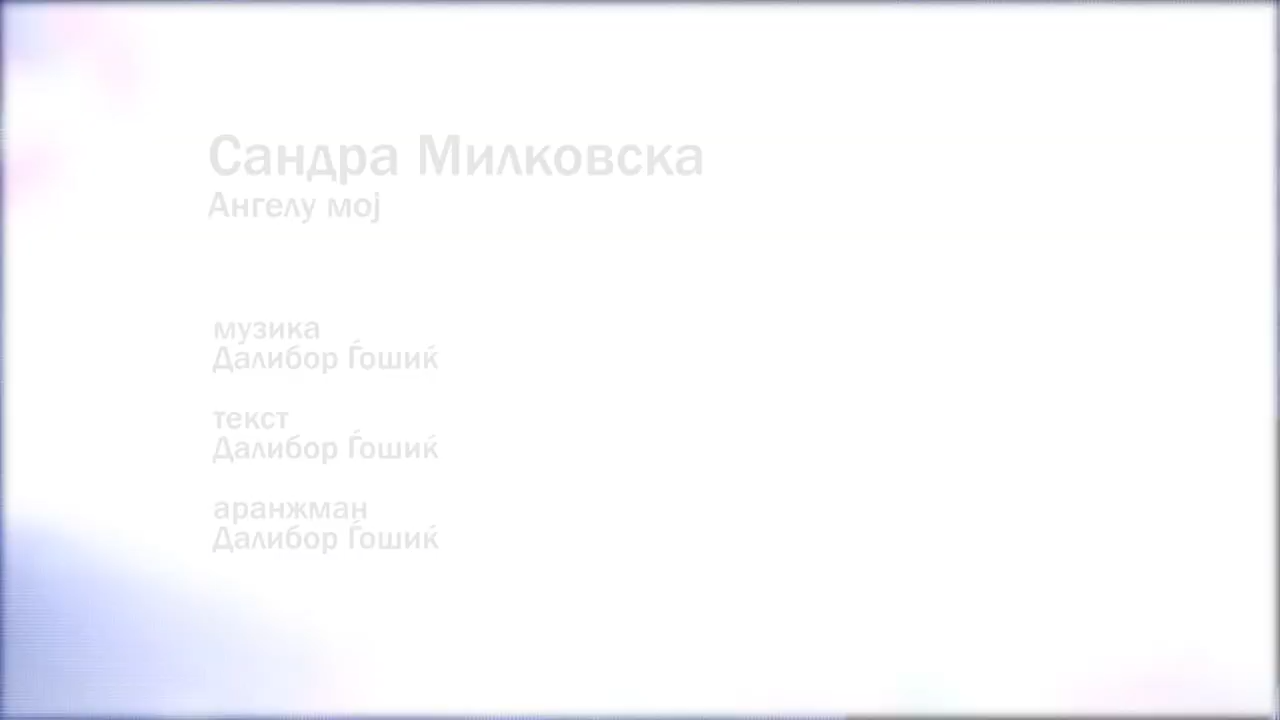 Сандра Милковска
Ангелу мој
музика
Далибор Ѓошиќ
текст
Далибор Ѓошиќ
аранжман
Далибор Ѓошиќ